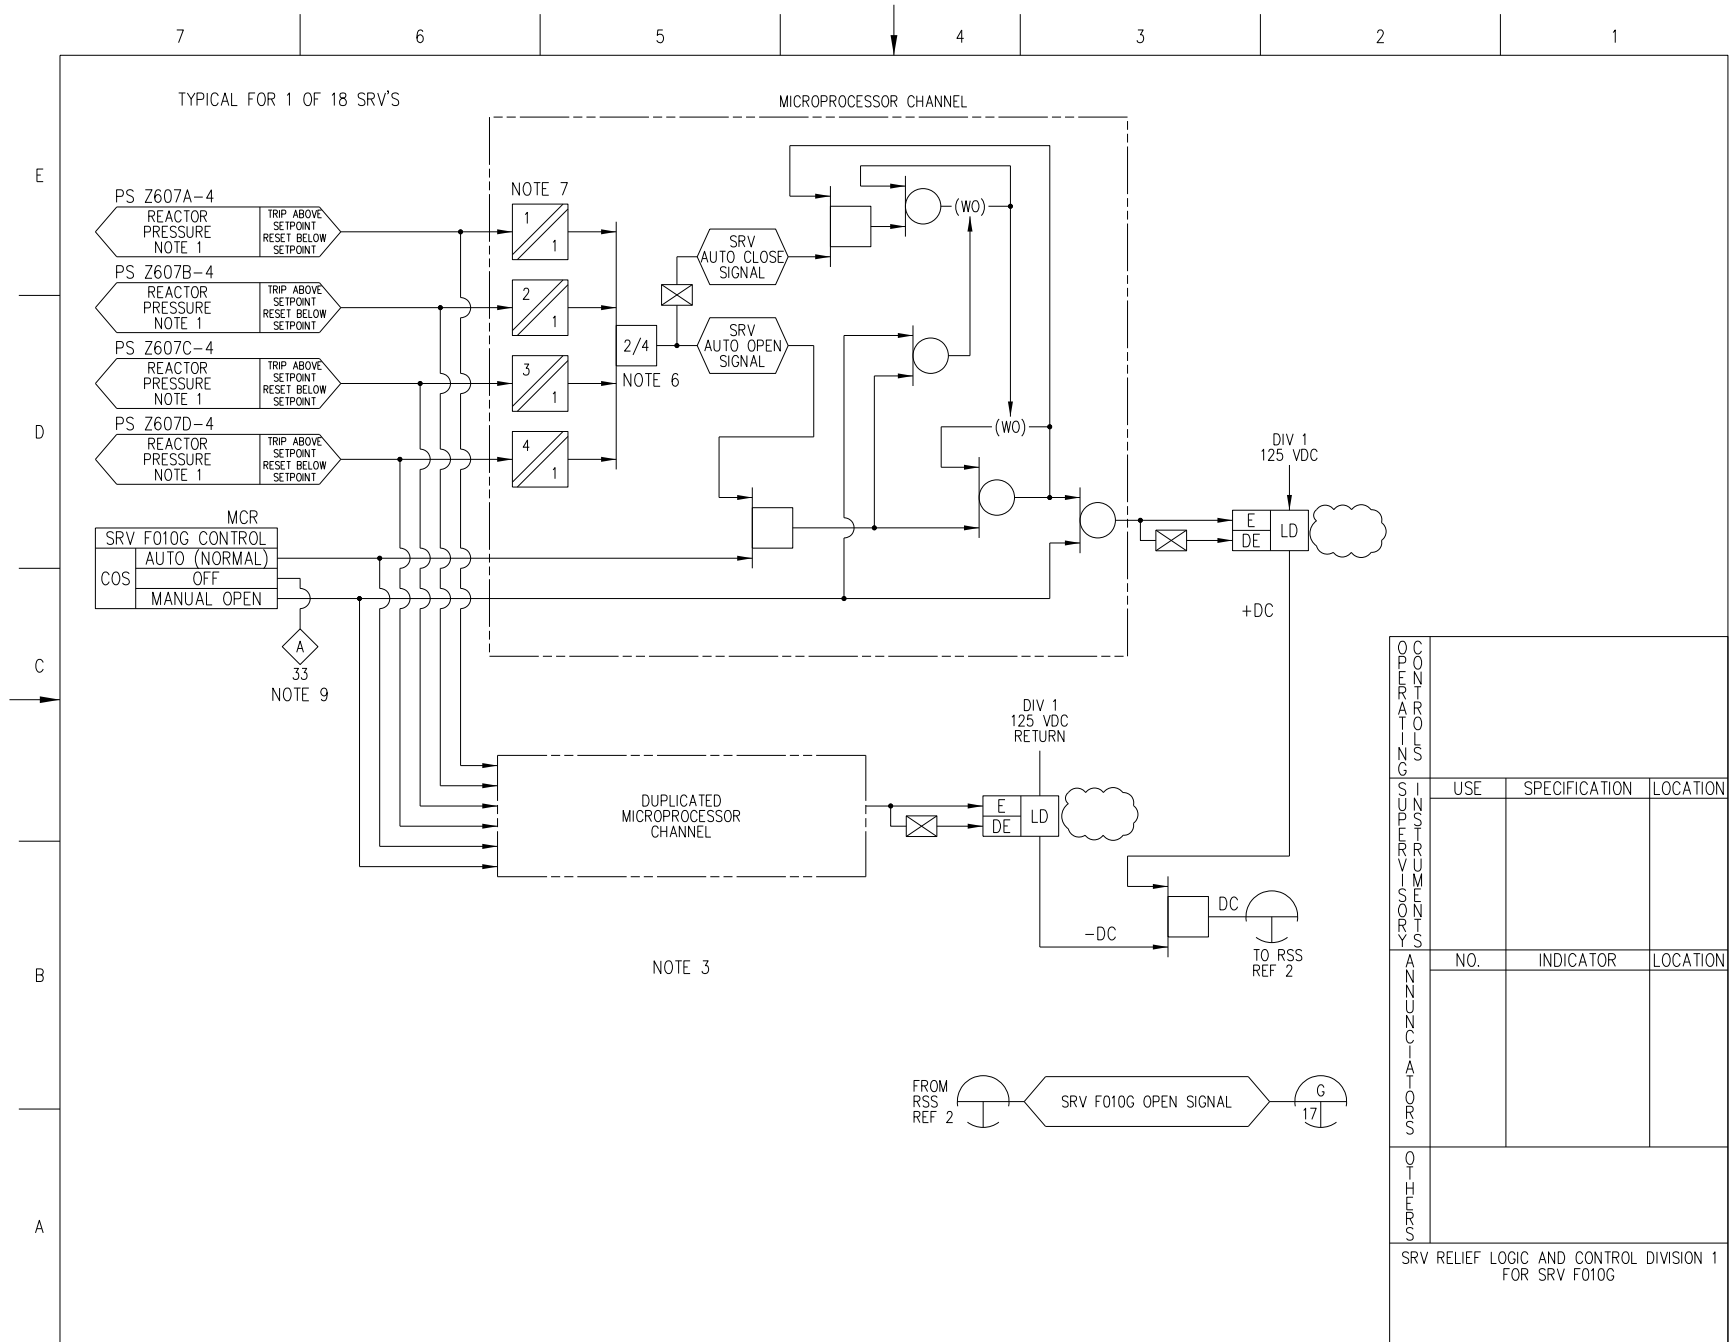 7 6 5 4 3 2 1
TYPICAL FOR 1 OF 18 SRV'S
MICROPROCESSOR CHANNEL
E
D
C
B
A
PS Z607A-4
REACTOR
PRESSURE
NOTE 1
TRIP ABOVE
SETPOINT
RESET BELOW
SETPOINT
PS Z607B-4
REACTOR
PRESSURE
NOTE 1
TRIP ABOVE
SETPOINT
RESET BELOW
SETPOINT
PS Z607C-4
REACTOR
PRESSURE
NOTE 1
TRIP ABOVE
SETPOINT
RESET BELOW
SETPOINT
PS Z607D-4
REACTOR
PRESSURE
NOTE 1
TRIP ABOVE
SETPOINT
RESET BELOW
SETPOINT
MCR
SRV F010G CONTROL
COS
AUTO (NORMAL)
OFF
MANUAL OPEN
A
33
NOTE 9
NOTE 7
1
1
2
1
3
1
4
1
2/4
NOTE 6
SRV
AUTO CLOSE
SIGNAL
SRV
AUTO OPEN
SIGNAL
(WO)
(WO)
DIV 1
125 VDC
E
DE
LD
+DC
DUPLICATED
MICROPROCESSOR
CHANNEL
DIV 1
125 VDC
RETURN
E
DE
LD
-DC
DC
TO RSS
REF 2
NOTE 3
FROM
RSS
REF 2
SRV F010G OPEN SIGNAL
G
17
OPERATING
CONTROLS
SUPERVISORY
INSTRUMENTS
USE SPECIFICATION LOCATION
ANNUNCIATORS
NO. INDICATOR LOCATION
OTHERS
SRV RELIEF LOGIC AND CONTROL DIVISION 1
FOR SRV F010G